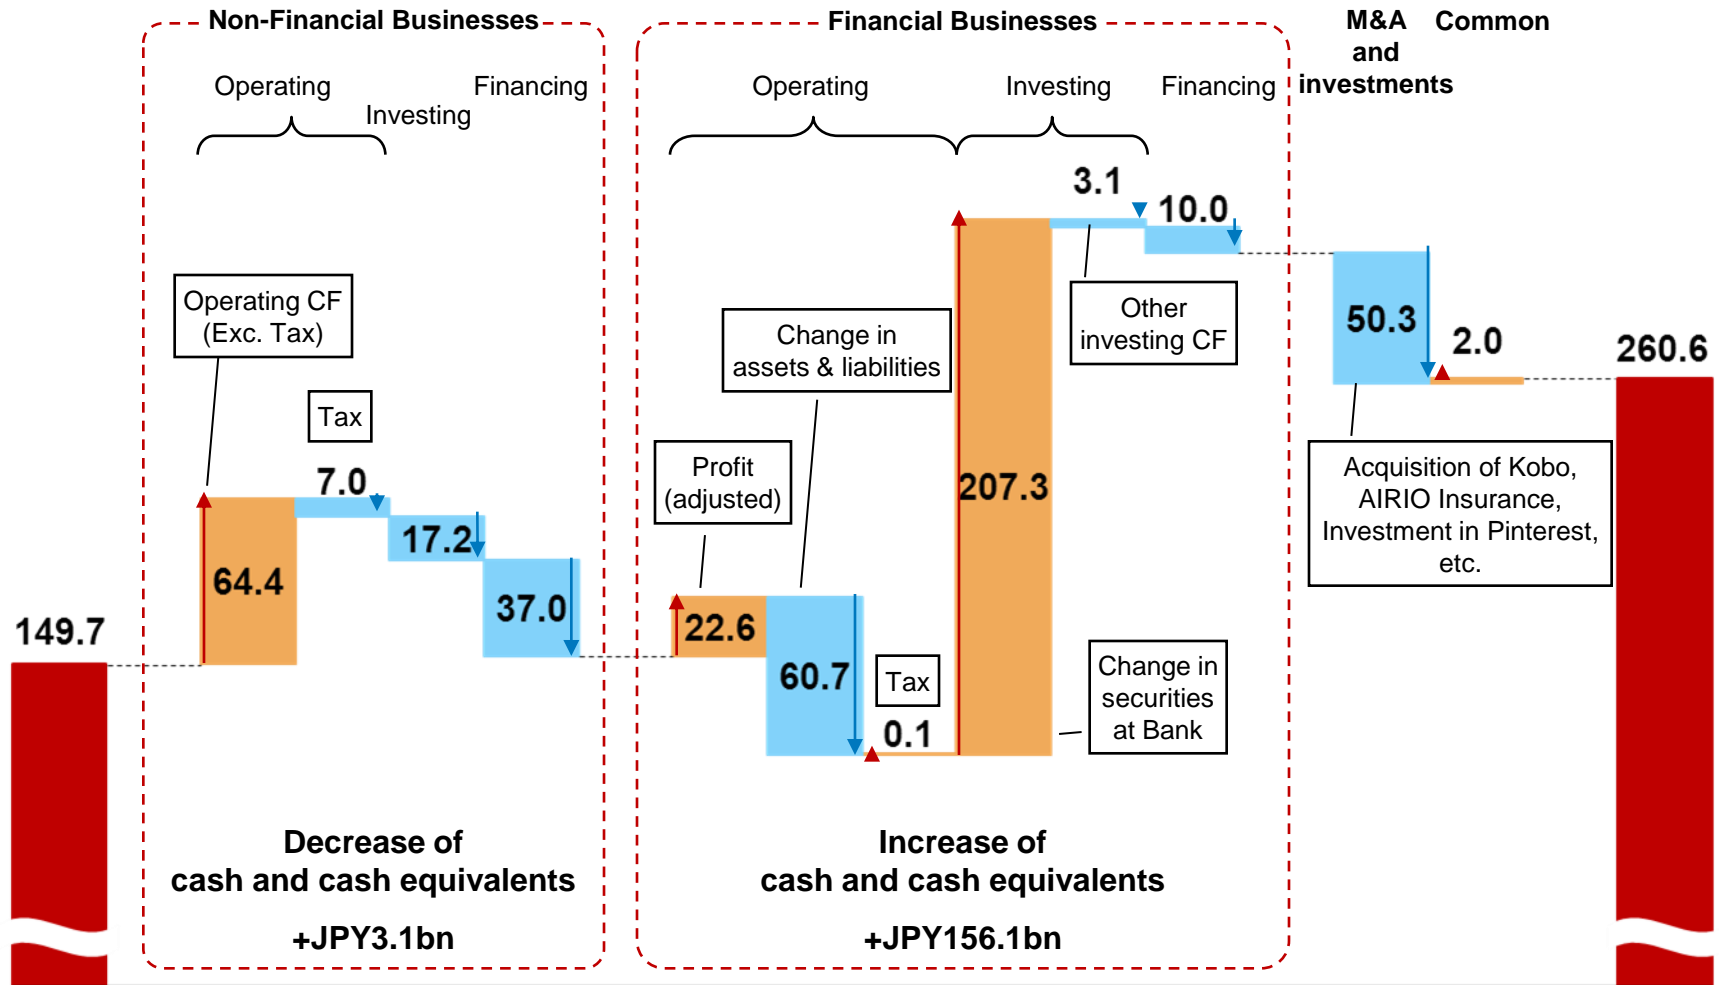 Non-Financial Businesses
Financial Businesses
M&A
and
investments
Common
Operating
Investing
Financing
Operating
Investing
Financing
149.7
Operating CF
(Exc. Tax)
64.4
Tax
7.0
17.2
37.0
Profit
(adjusted)
22.6
Change in
assets & liabilities
60.7
Tax
0.1
207.3
Change in
securities
at Bank
3.1
Other
investing CF
10.0
50.3
Acquisition of Kobo,
AIRIO Insurance,
Investment in Pinterest,
etc.
2.0
260.6
Decrease of
cash and cash equivalents
+JPY3.1bn
Increase of
cash and cash equivalents
+JPY156.1bn